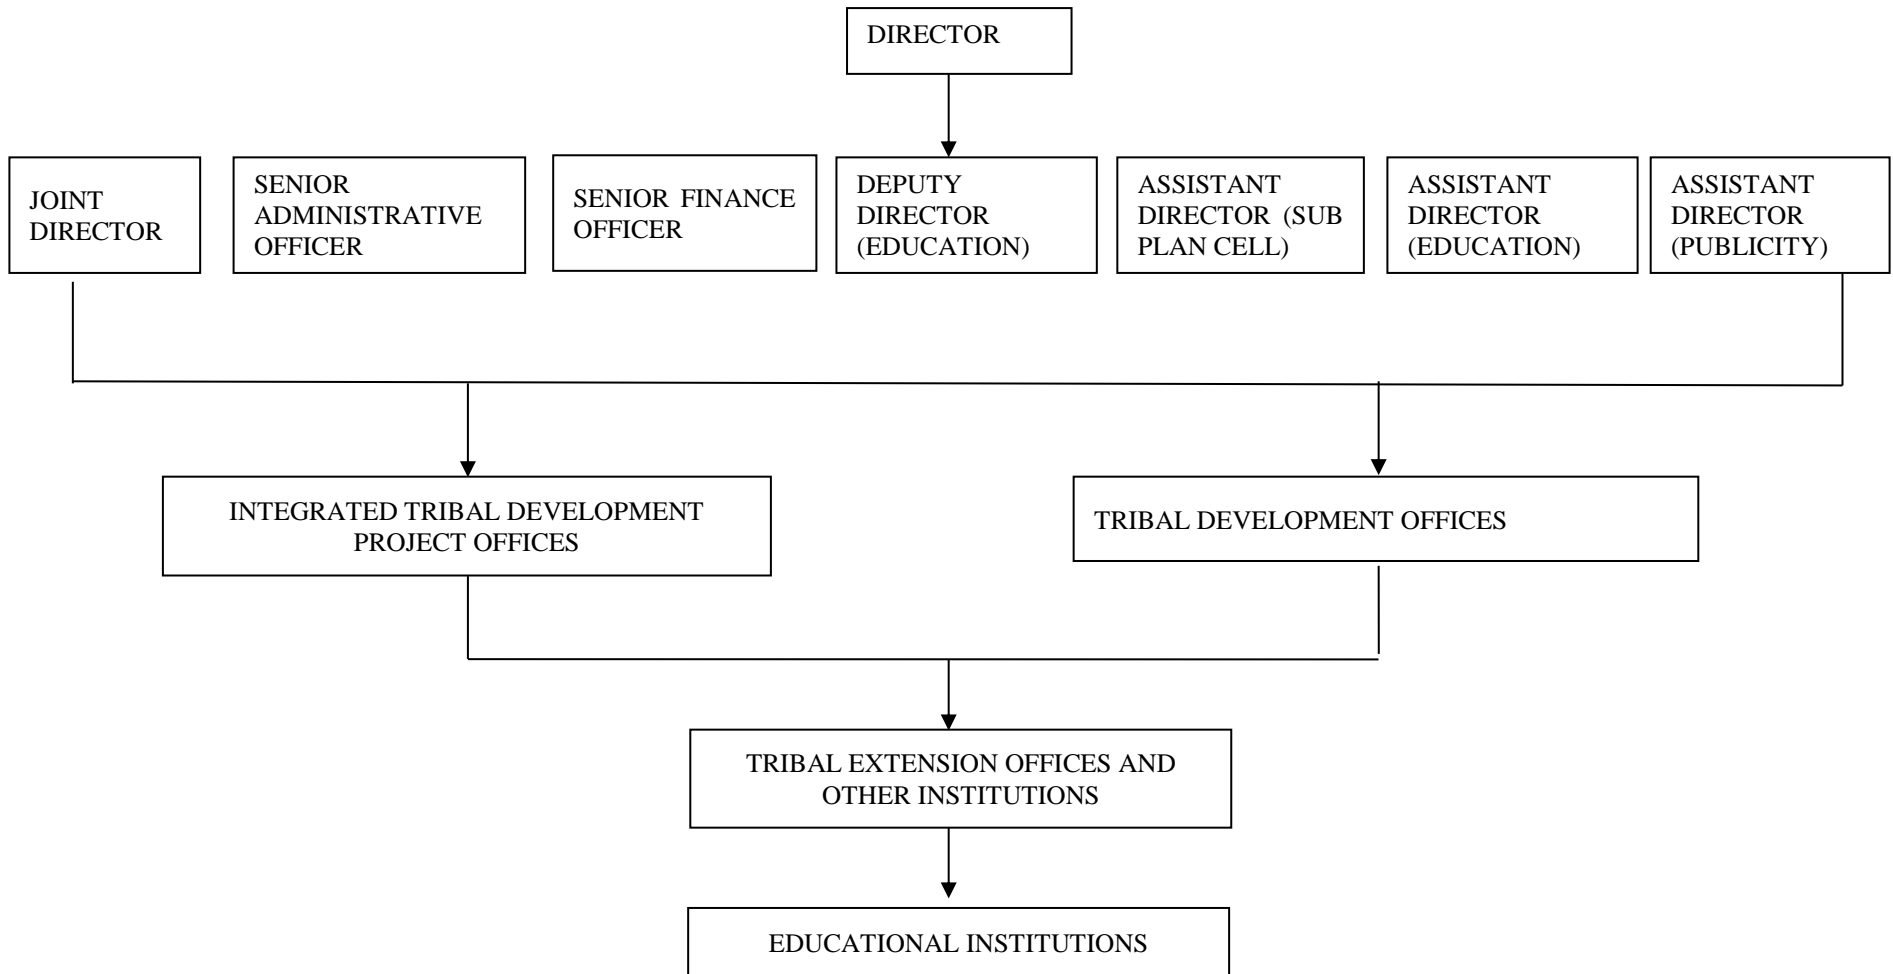 DIRECTOR
JOINT
DIRECTOR
SENIOR
ADMINISTRATIVE
OFFICER
SENIOR FINANCE
OFFICER
DEPUTY
DIRECTOR
(EDUCATION)
ASSISTANT
DIRECTOR (SUB
PLAN CELL)
ASSISTANT
DIRECTOR
(EDUCATION)
ASSISTANT
DIRECTOR
(PUBLICITY)
INTEGRATED TRIBAL DEVELOPMENT
PROJECT OFFICES
TRIBAL DEVELOPMENT OFFICES
TRIBAL EXTENSION OFFICES AND
OTHER INSTITUTIONS
EDUCATIONAL INSTITUTIONS